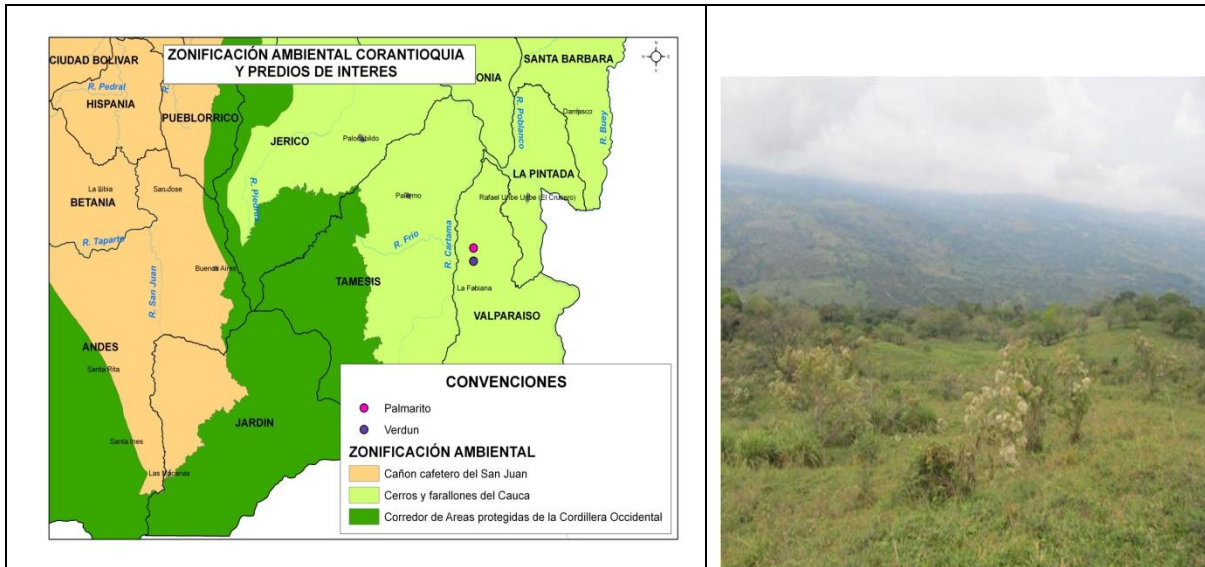 ZONIFICACIÓN AMBIENTAL CORANTIOQUIA
Y PREDIOS DE INTERES
N
CIUDAD BOLIVAR
SANTA BARBARA
ONIA
R. Pedral
R.
HISPANIA
PUEBLORRICO
R. Poblanco
Damasco
R. Buey
JERICO
Palocabildo
LA PINTADA
La Libia
San Jose
R. Piedras
Palermo
Rafael Uribe Uribe (El Crucero)
BETANIA
R. Taparto
R. Frio
R. Cartama
Buenos Aires
R. San Juan
TAMESIS
La Fabiana
VALPARAISO
ANDES
Santa Rita
JARDIN
Santa Ines
Las Macanas
CONVENCIONES
Palmarito
Verdun
ZONIFICACIÓN AMBIENTAL
Cañon cafetero del San Juan
Cerros y farallones del Cauca
Corredor de Areas protegidas de la Cordillera Occidental